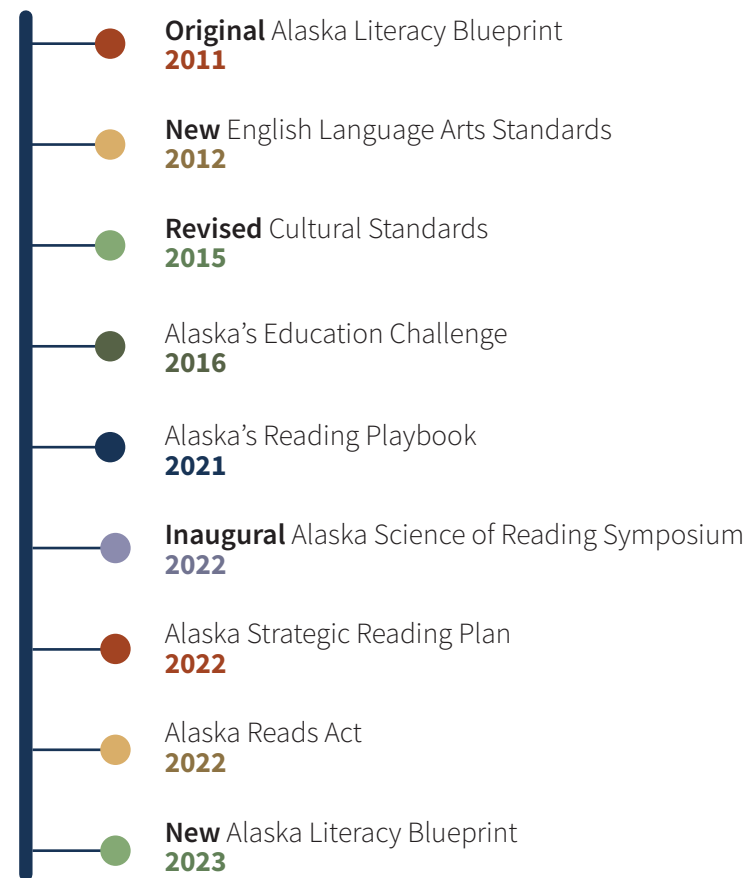 Original Alaska Literacy Blueprint
2011
New English Language Arts Standards
2012
Revised Cultural Standards
2015
Alaska’s Education Challenge
2016
Alaska’s Reading Playbook
2021
Inaugural Alaska Science of Reading Symposium
2022
Alaska Strategic Reading Plan
2022
Alaska Reads Act
2022
New Alaska Literacy Blueprint
2023